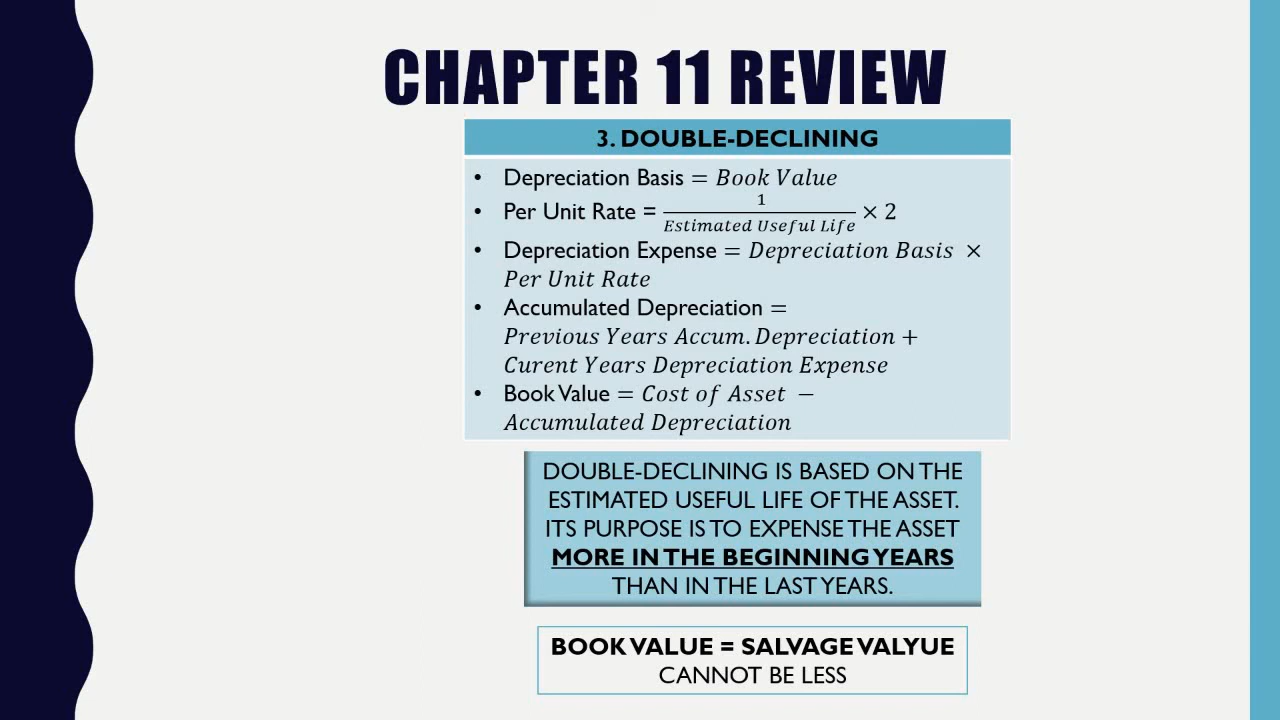 CHAPTER 11 REVIEW
3. DOUBLE-DECLINING
• Depreciation Basis = Book Value
• Per Unit Rate = 1 / Estimated Useful Life × 2
• Depreciation Expense = Depreciation Basis ×
Per Unit Rate
• Accumulated Depreciation =
Previous Years Accum. Depreciation +
Curent Years Depreciation Expense
• Book Value = Cost of Asset −
Accumulated Depreciation
DOUBLE-DECLINING IS BASED ON THE
ESTIMATED USEFUL LIFE OF THE ASSET.
ITS PURPOSE IS TO EXPENSE THE ASSET
MORE IN THE BEGINNING YEARS
THAN IN THE LAST YEARS.
BOOK VALUE = SALVAGE VALYUE
CANNOT BE LESS